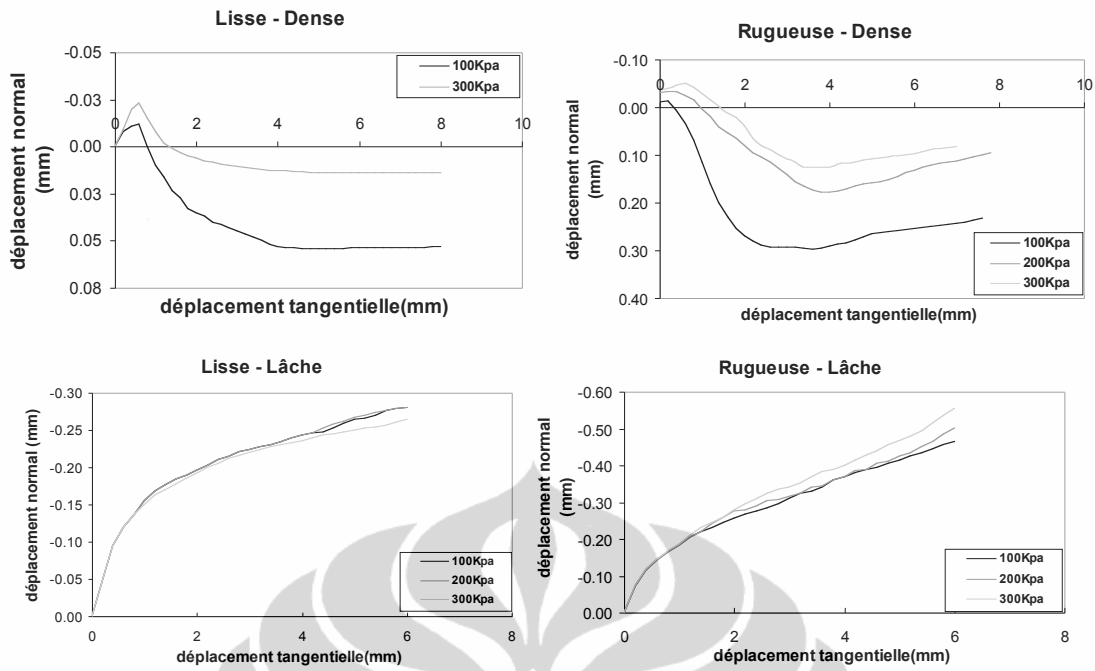 Lisse - Dense
-0.05
-0.03
0.00
0.03
0.05
0.08
0 2 4 6 8 10
100Kpa
300Kpa
déplacement normal
(mm)
déplacement tangentielle(mm)
Rugueuse - Dense
-0.10
0.00
0.10
0.20
0.30
0.40
0 2 4 6 8 10
100Kpa
200Kpa
300Kpa
déplacement normal
(mm)
déplacement tangentielle(mm)
Lisse - Lâche
-0.30
-0.25
-0.20
-0.15
-0.10
-0.05
0.00
0 2 4 6 8
100Kpa
200Kpa
300Kpa
déplacement normal (mm)
déplacement tangentielle(mm)
Rugueuse - Lâche
-0.60
-0.50
-0.40
-0.30
-0.20
-0.10
0.00
0 2 4 6 8
100Kpa
200Kpa
300Kpa
déplacement normal
(mm)
déplacement tangentielle(mm)